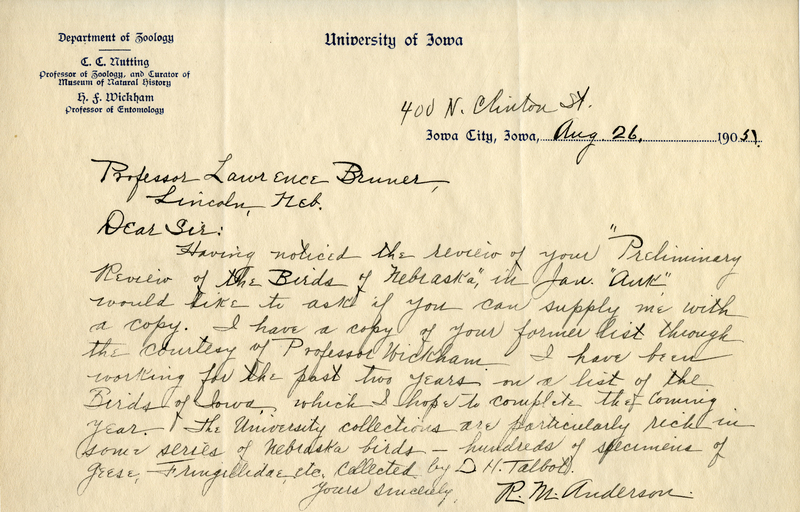 Department of Zoology
C. C. Nutting
Professor of Zoology, and Curator of
Museum of Natural History
H. F. Wickham
Professor of Entomology
University of Iowa
400 N. Clinton St.
Iowa City, Iowa, Aug. 26, 1905.
Professor Lawrence Bruner,
Lincoln, Neb.
Dear Sir:
Having noticed the review of your "Preliminary
Review of the Birds of Nebraska", in Jan. "Auk"
would like to ask if you can supply me with
a copy. I have a copy of your former list through
the courtesy of Professor Wickham. I have been
working for the past two years on a list of the
Birds of Iowa, which I hope to complete the coming
year. The University collections are particularly rich in
some series of Nebraska birds – hundreds of specimens of
Geese, – Fringillidae, etc. collected by D. H. Talbot.
Yours sincerely,
R. M. Anderson.